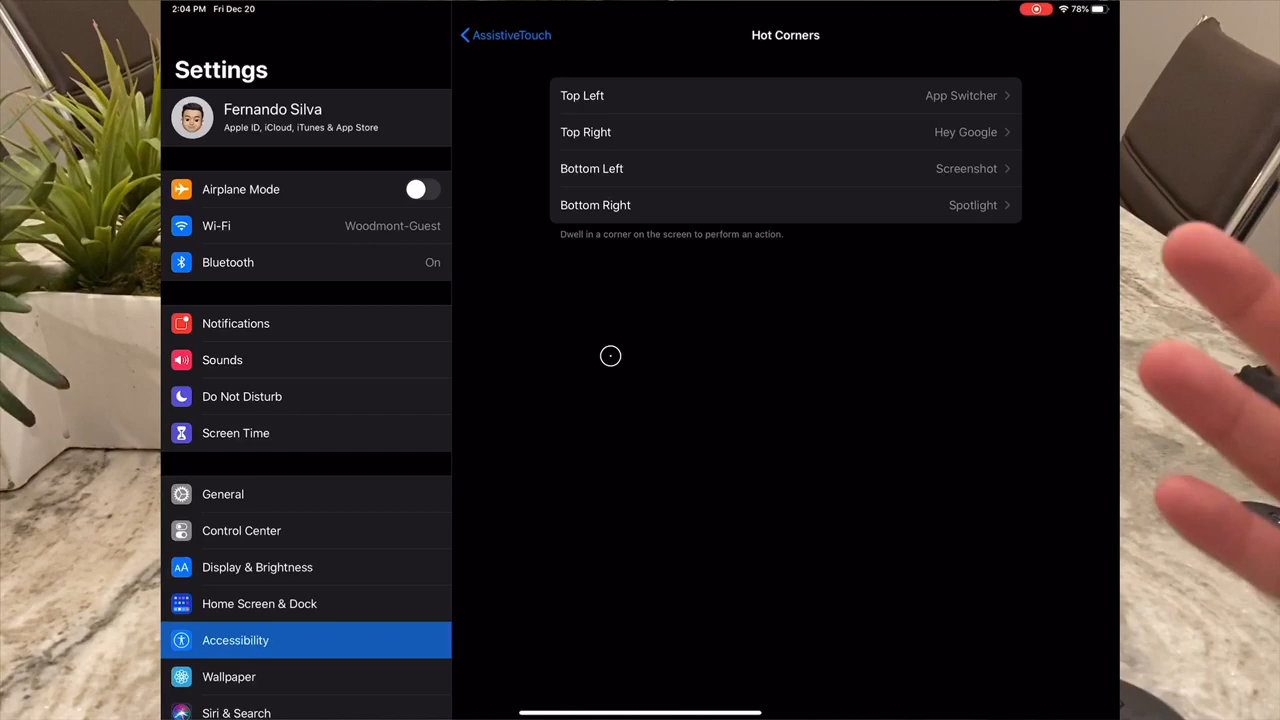 2:04 PM Fri Dec 20
78%
Settings
Fernando Silva
Apple ID, iCloud, iTunes & App Store
Airplane Mode
Wi-Fi Woodmont-Guest
Bluetooth On
Notifications
Sounds
Do Not Disturb
Screen Time
General
Control Center
AA Display & Brightness
Home Screen & Dock
Accessibility
Wallpaper
Siri & Search
AssistiveTouch
Hot Corners
Top Left App Switcher
Top Right Hey Google
Bottom Left Screenshot
Bottom Right Spotlight
Dwell in a corner on the screen to perform an action.